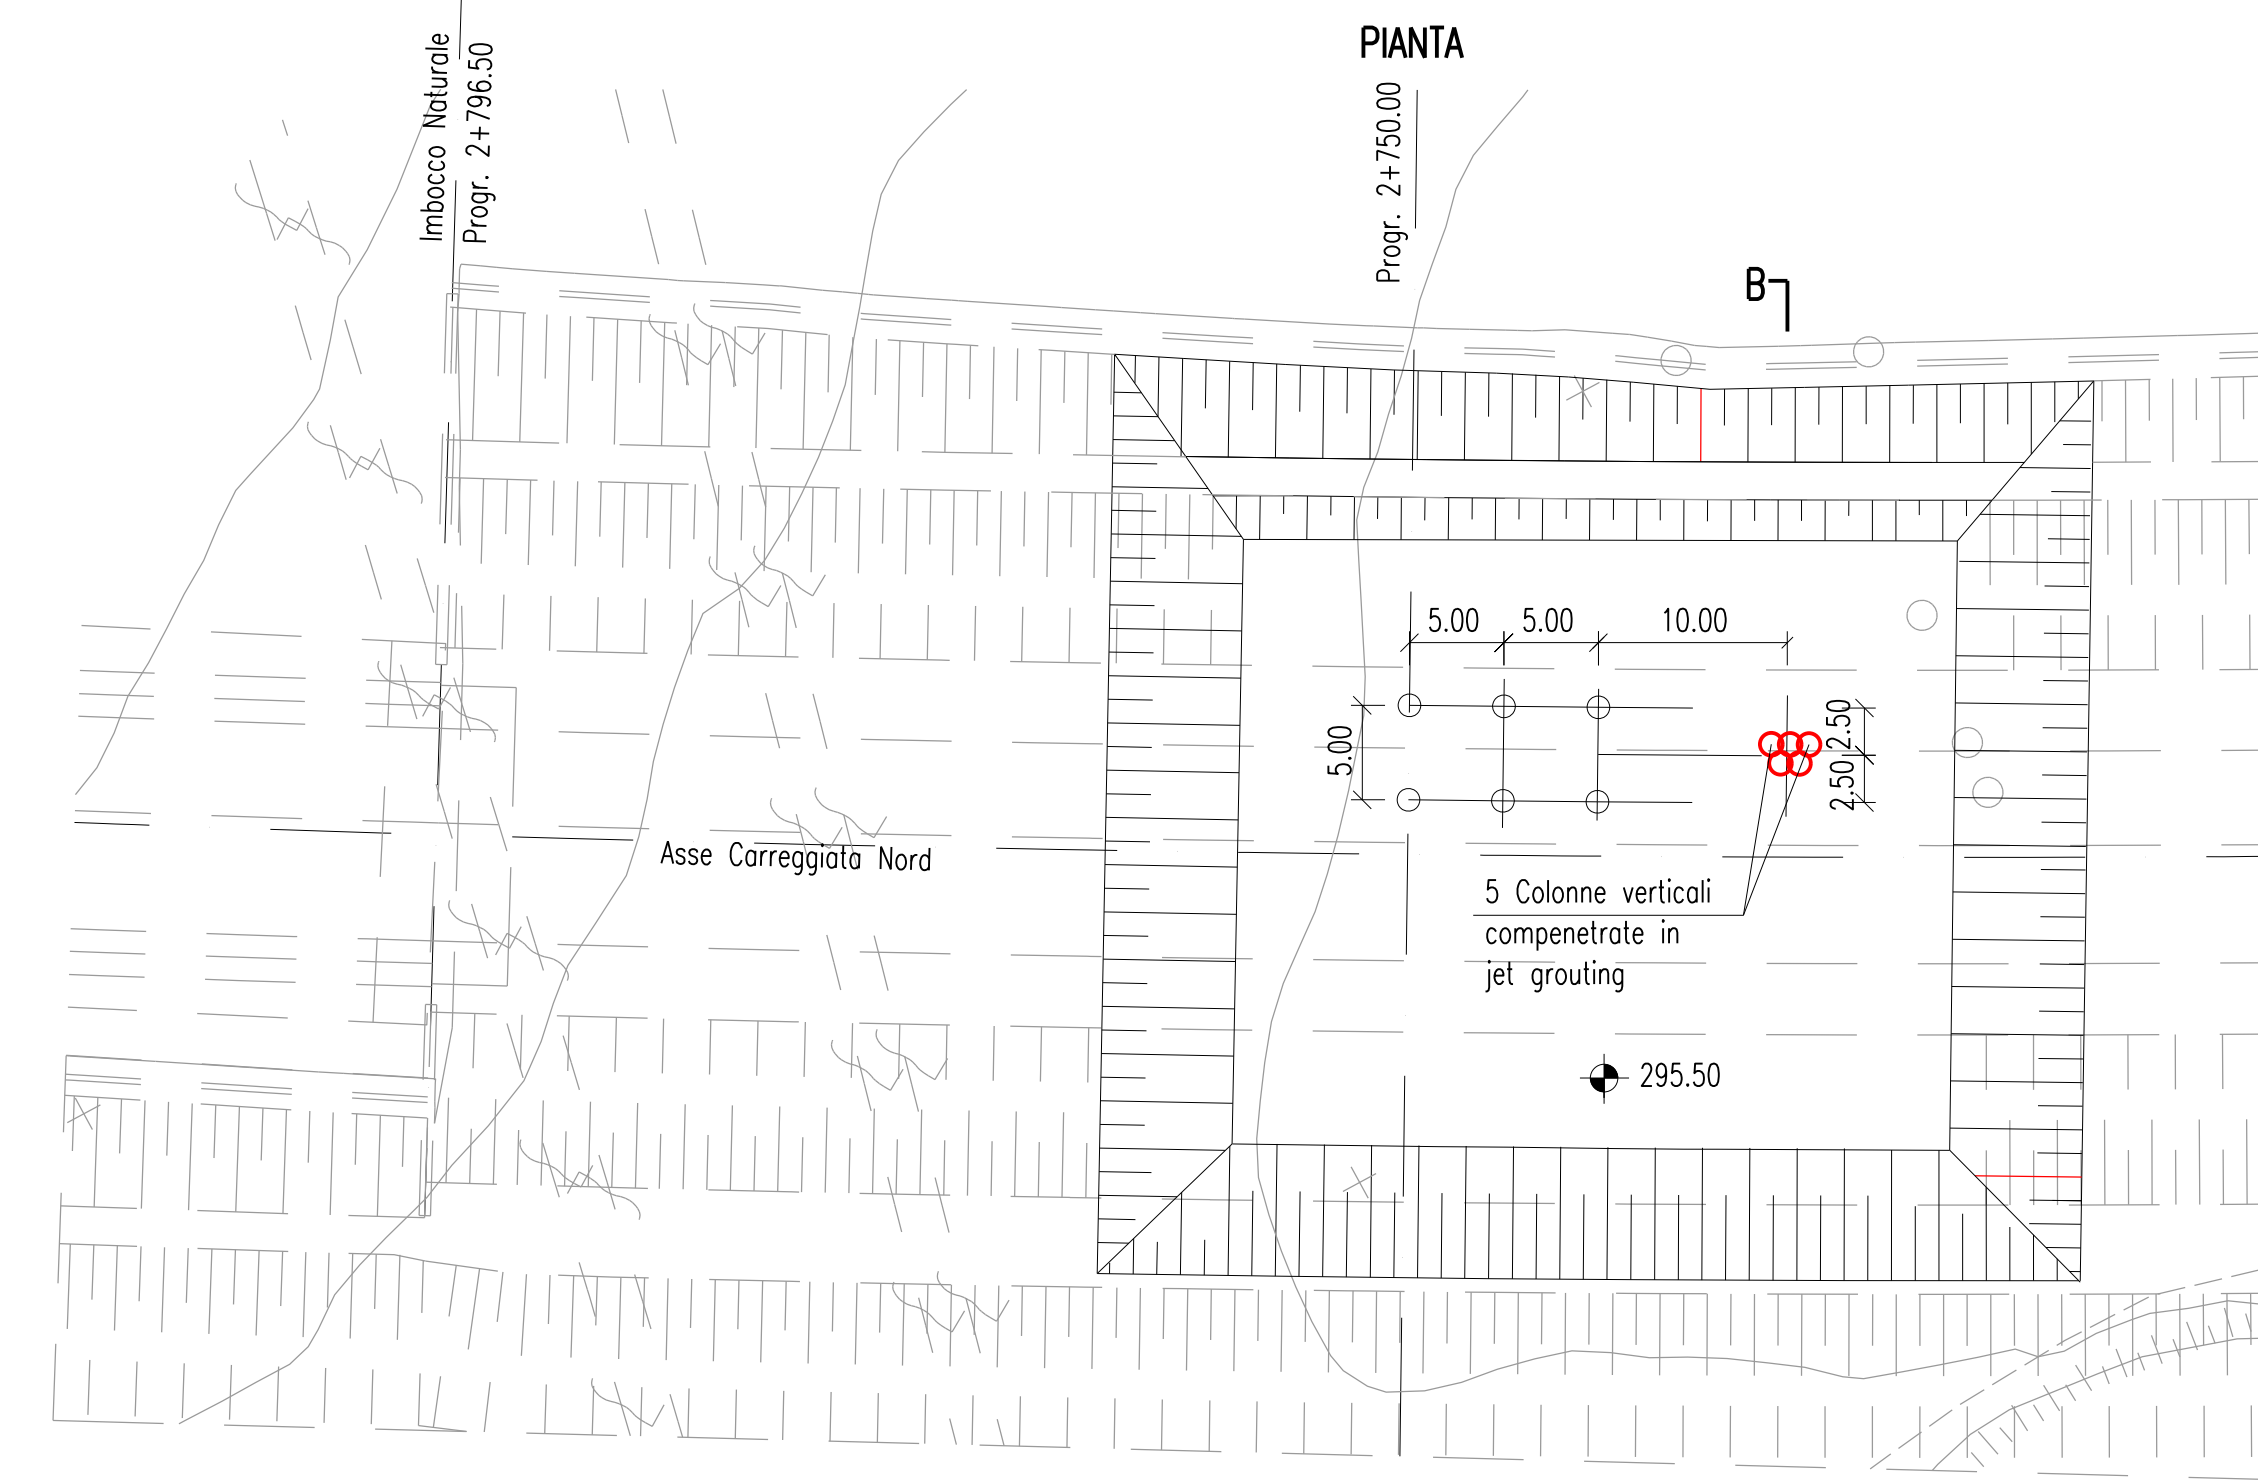 PIANTA
Imbocco Naturale
Progr. 2+796.50
Progr. 2+750.00
B
5.00 5.00 10.00
5.00
2.50
2.50
Asse Carreggiata Nord
5 Colonne verticali
compenetrate in
jet grouting
295.50